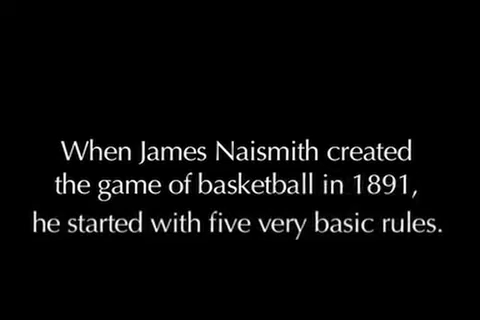 When James Naismith created
the game of basketball in 1891,
he started with five very basic rules.